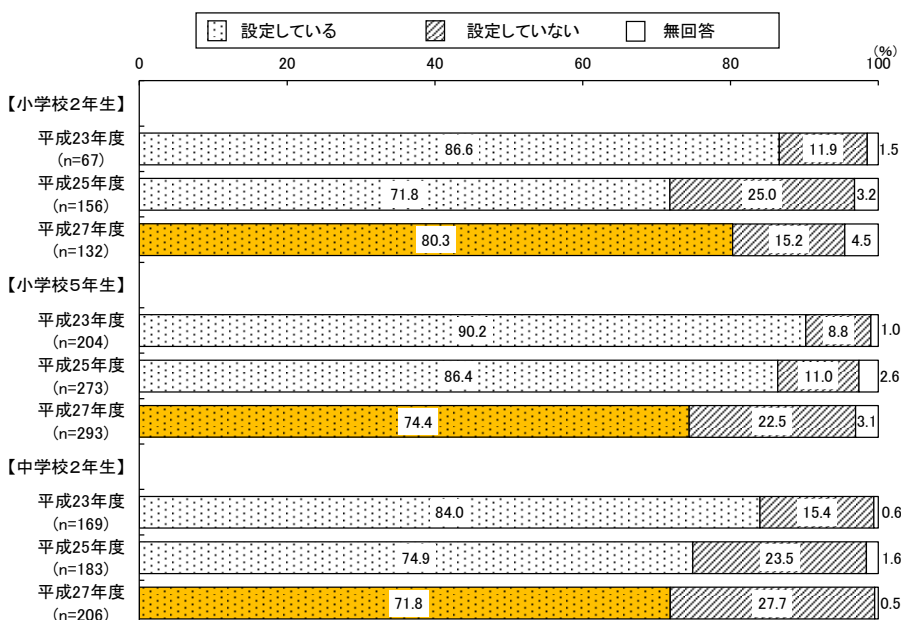 設定している 設定していない 無回答
(%)
0 20 40 60 80 100
【小学校2年生】
平成23年度
(n=67)
86.6 11.9 1.5
平成25年度
(n=156)
71.8 25.0 3.2
平成27年度
(n=132)
80.3 15.2 4.5
【小学校5年生】
平成23年度
(n=204)
90.2 8.8 1.0
平成25年度
(n=273)
86.4 11.0 2.6
平成27年度
(n=293)
74.4 22.5 3.1
【中学校2年生】
平成23年度
(n=169)
84.0 15.4 0.6
平成25年度
(n=183)
74.9 23.5 1.6
平成27年度
(n=206)
71.8 27.7 0.5